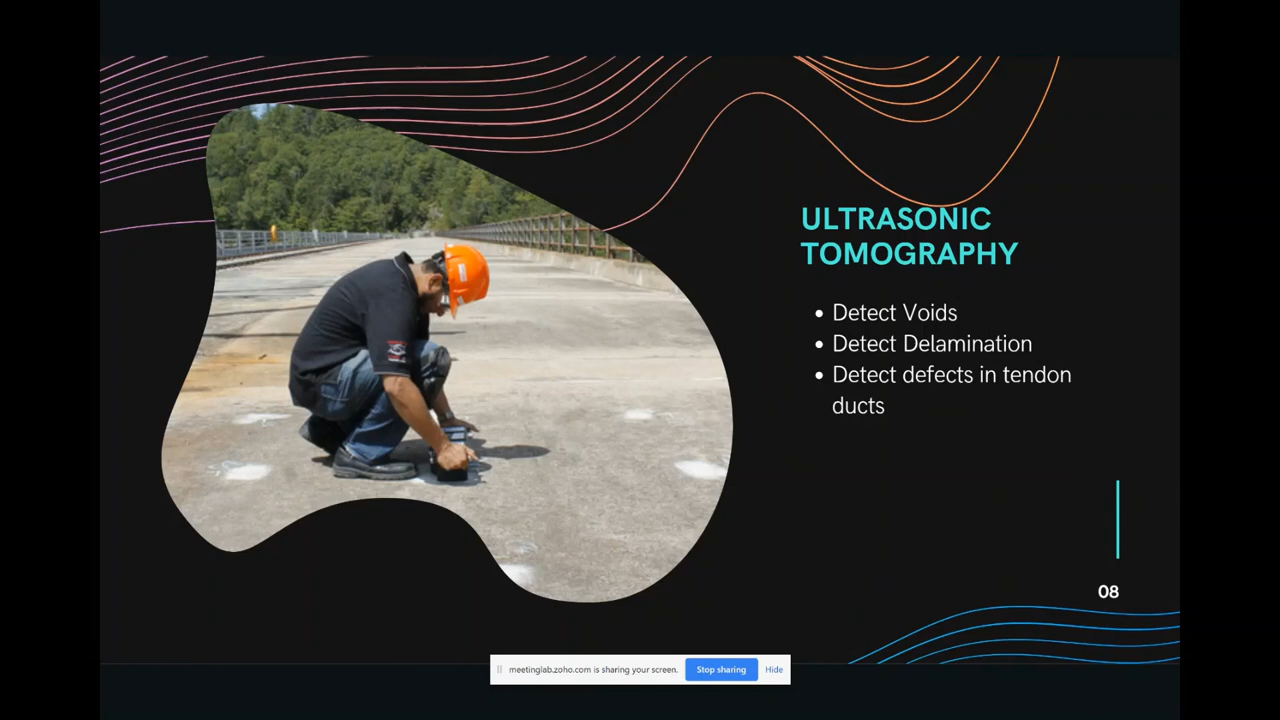 ULTRASONIC
TOMOGRAPHY
• Detect Voids
• Detect Delamination
• Detect defects in tendon
ducts
08
meetinglab.zoho.com is sharing your screen. Stop sharing Hide